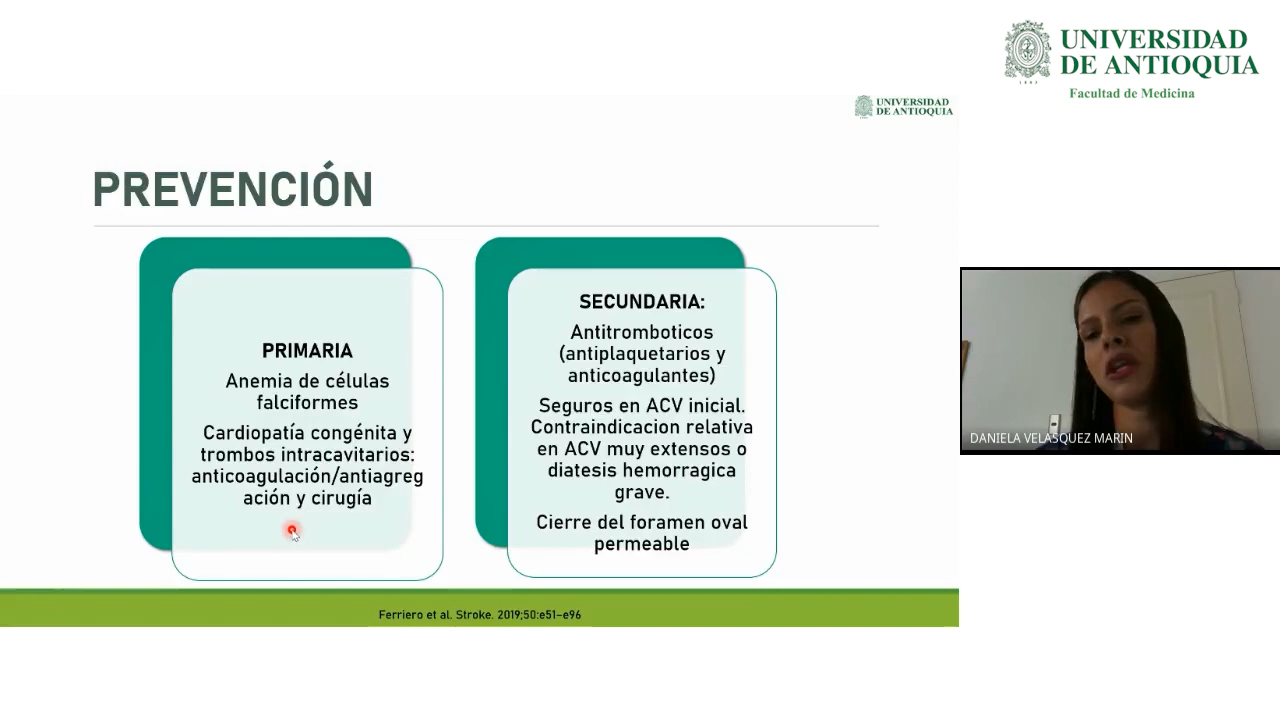 UNIVERSIDAD
DE ANTIOQUIA
1803
Facultad de Medicina
UNIVERSIDAD
DE ANTIOQUIA
PREVENCIÓN
PRIMARIA
Anemia de células
falciformes
Cardiopatía congénita y
trombos intracavitarios:
anticoagulación/antiagreg
ación y cirugía
SECUNDARIA:
Antitromboticos
(antiplaquetarios y
anticoagulantes)
Seguros en ACV inicial.
Contraindicacion relativa
en ACV muy extensos o
diatesis hemorragica
grave.
Cierre del foramen oval
permeable
DANIELA VELASQUEZ MARIN
Ferriero et al. Stroke. 2019;50:e51–e96